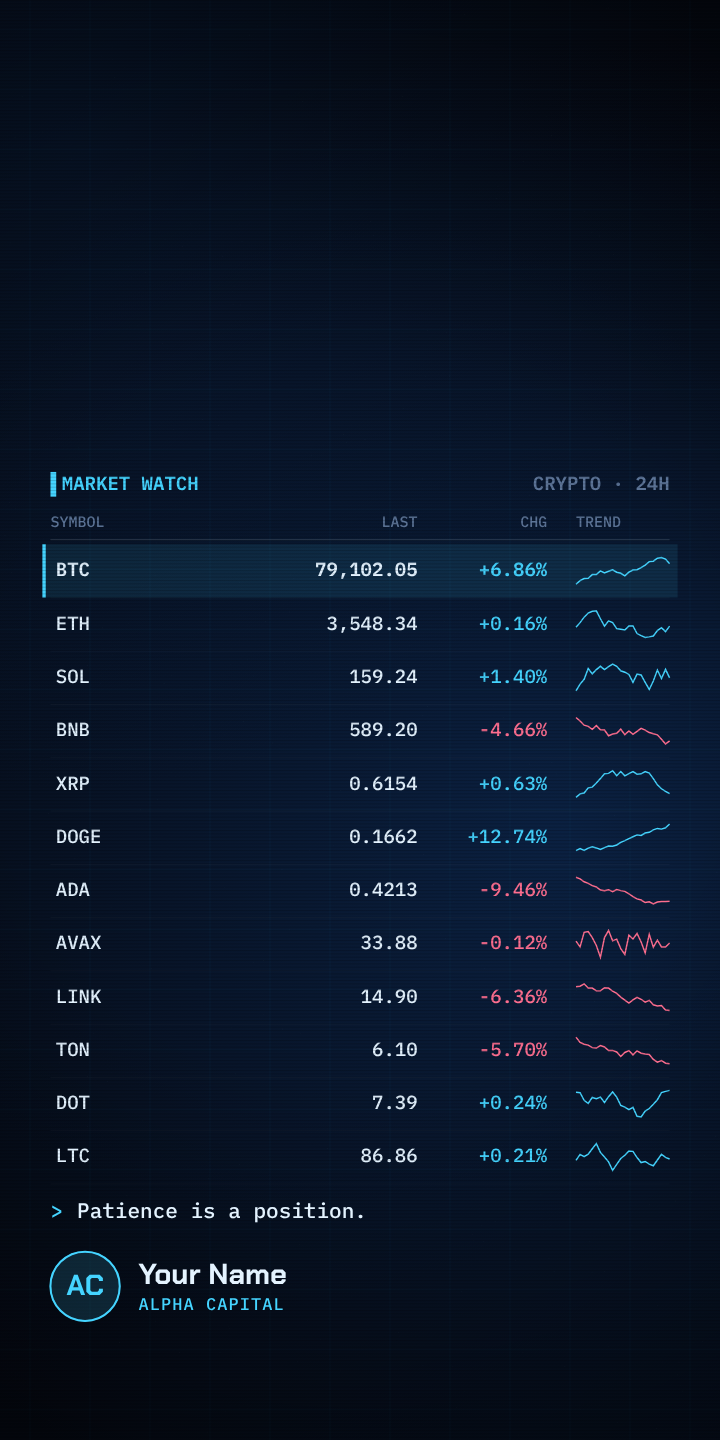 MARKET WATCH CRYPTO · 24H
SYMBOL LAST CHG TREND
BTC 79,102.05 +6.86%
ETH 3,548.34 +0.16%
SOL 159.24 +1.40%
BNB 589.20 -4.66%
XRP 0.6154 +0.63%
DOGE 0.1662 +12.74%
ADA 0.4213 -9.46%
AVAX 33.88 -0.12%
LINK 14.90 -6.36%
TON 6.10 -5.70%
DOT 7.39 +0.24%
LTC 86.86 +0.21%
> Patience is a position.
AC Your Name
ALPHA CAPITAL